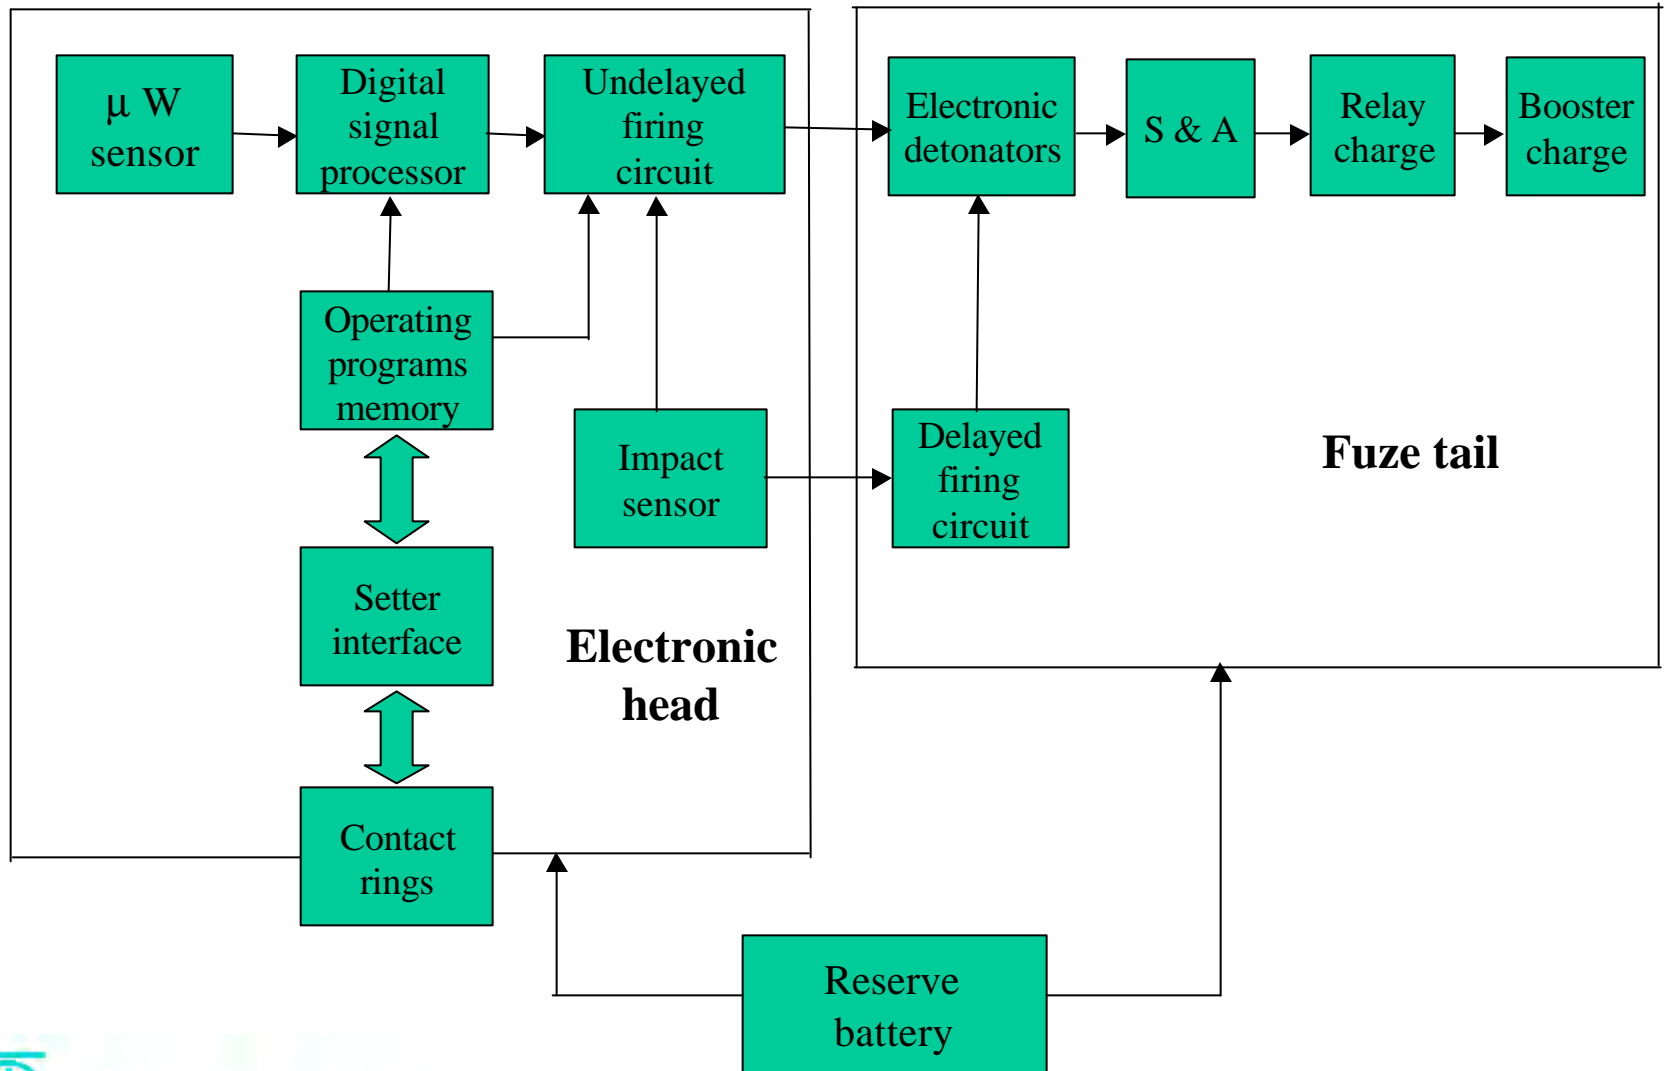 μ W
sensor
Digital
signal
processor
Undelayed
firing
circuit
Electronic
detonators
S & A
Relay
charge
Booster
charge
Operating
programs
memory
Impact
sensor
Delayed
firing
circuit
Fuze tail
Setter
interface
Electronic
head
Contact
rings
Reserve
battery